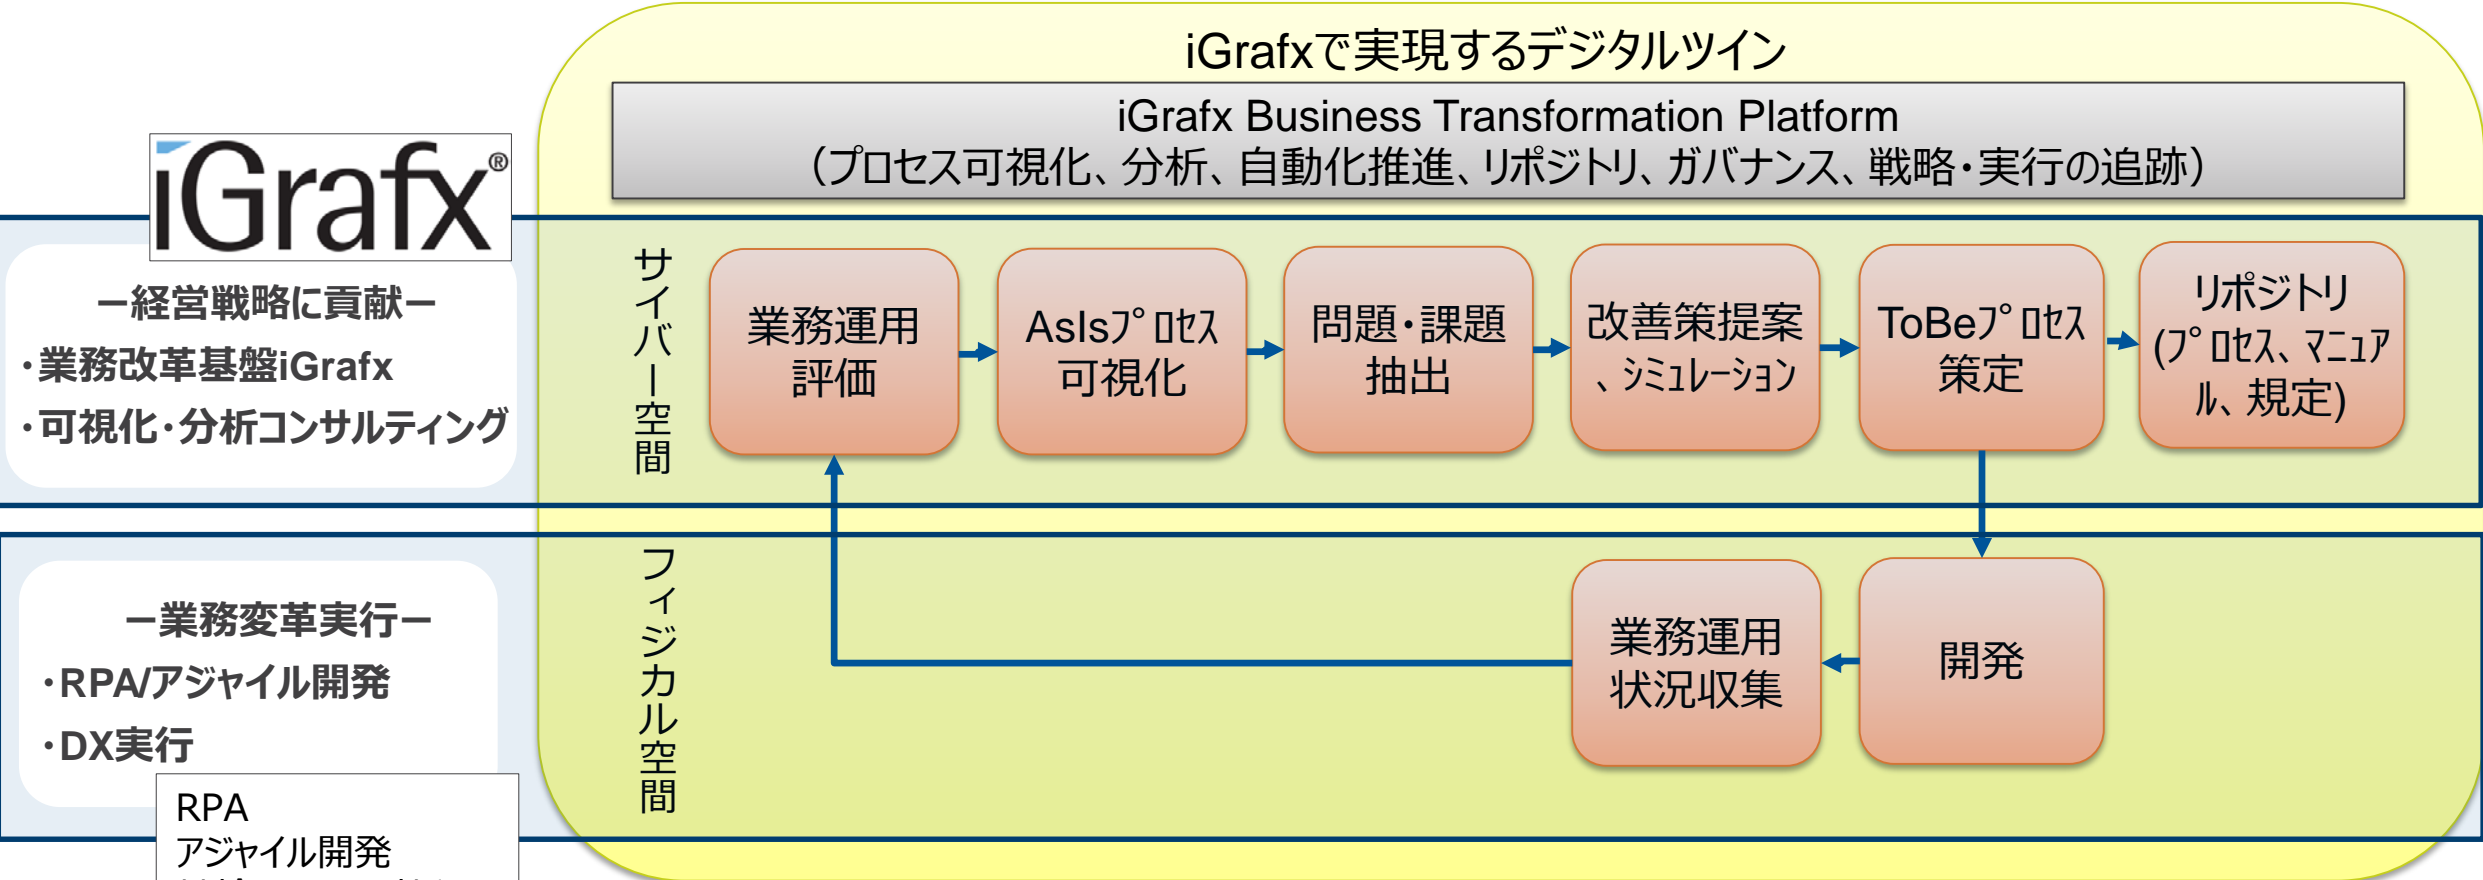 iGrafxで実現するデジタルツイン
iGrafx Business Transformation Platform
（プロセス可視化、分析、自動化推進、リポジトリ、ガバナンス、戦略・実行の追跡）
iGrafx®
ー経営戦略に貢献ー
・業務改革基盤iGrafx
・可視化・分析コンサルティング
サイバー空間
業務運用
評価
AsIsﾌﾟﾛｾｽ
可視化
問題・課題
抽出
改善策提案
、ｼﾐｭﾚｰｼｮﾝ
ToBeﾌﾟﾛｾｽ
策定
リポジトリ
(ﾌﾟﾛｾｽ、ﾏﾆｭｱ
ﾙ、規定)
ー業務変革実行ー
・RPA/アジャイル開発
・DX実行
フィジカル空間
業務運用
状況収集
開発
RPA
アジャイル開発